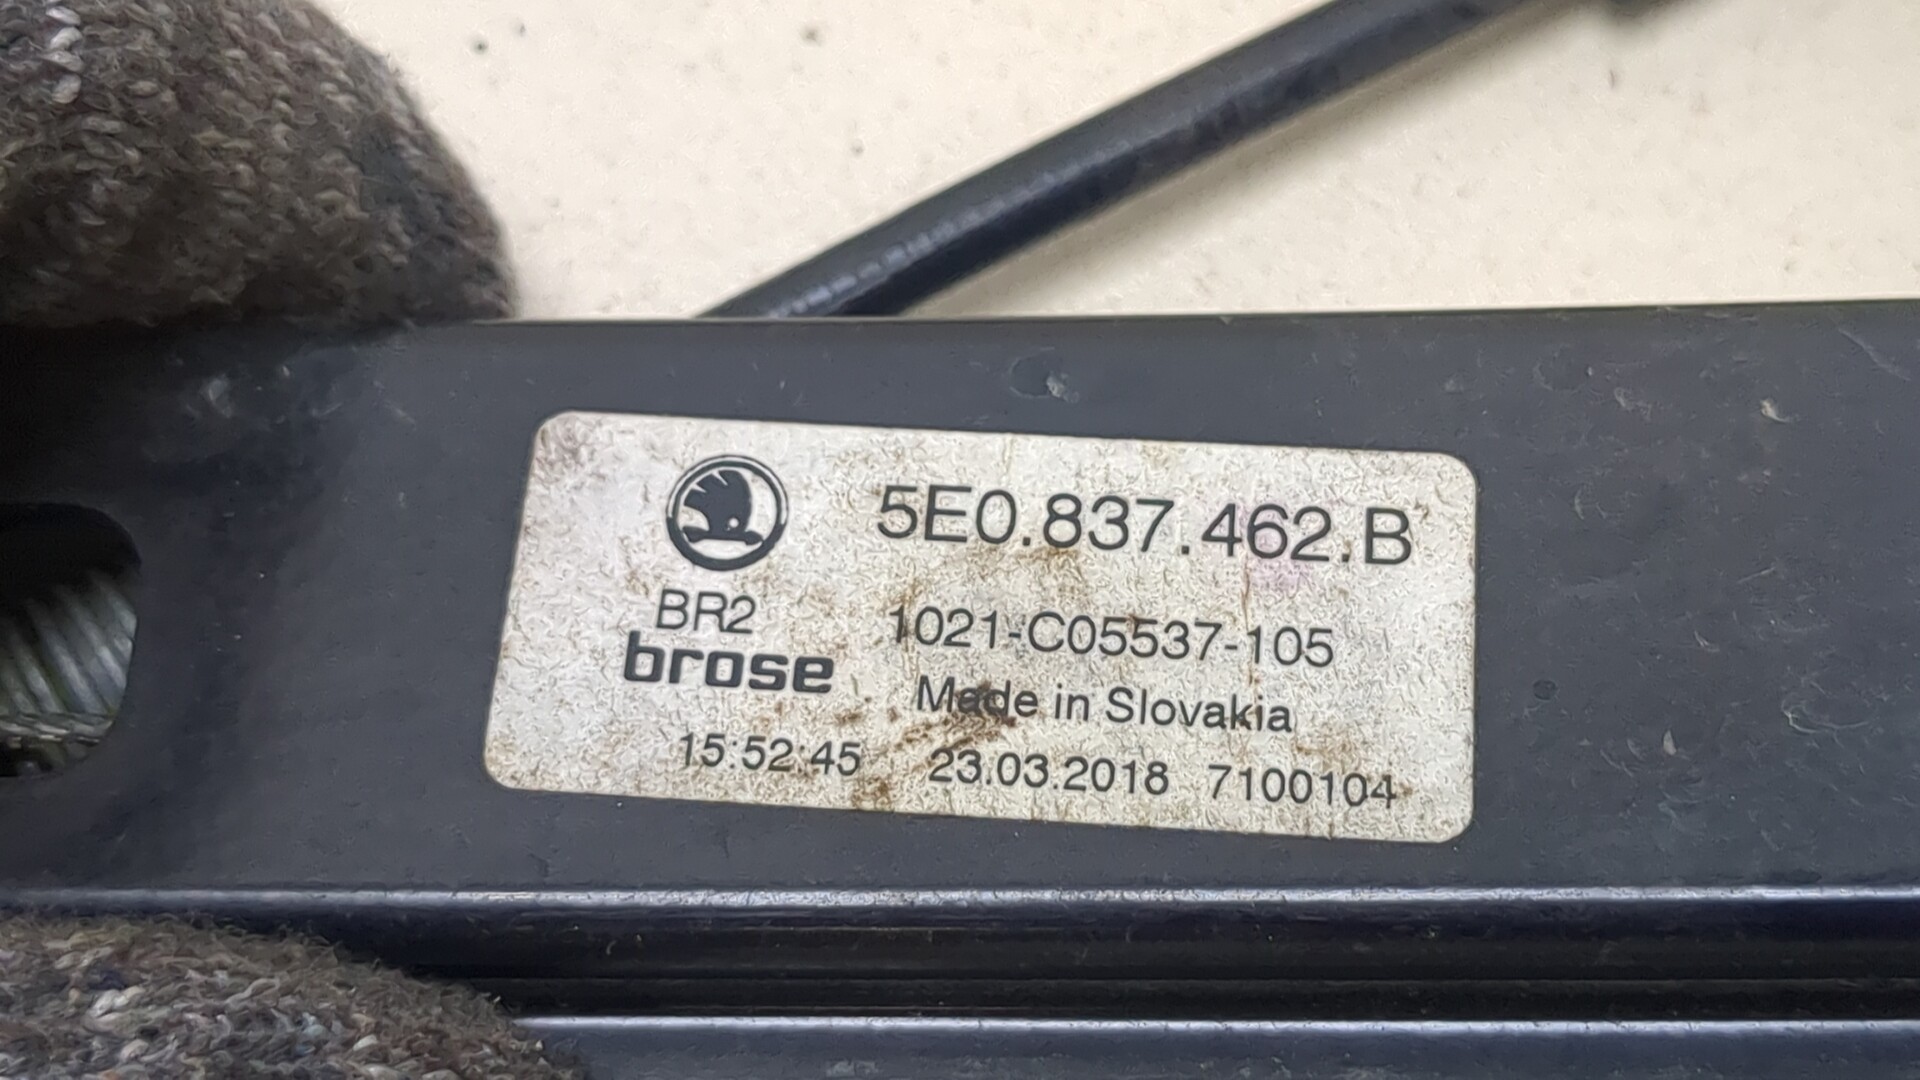 5E0.837.462.B
BR2 1021-C05537-105
brose Made in Slovakia
15:52:45 23.03.2018 7100104